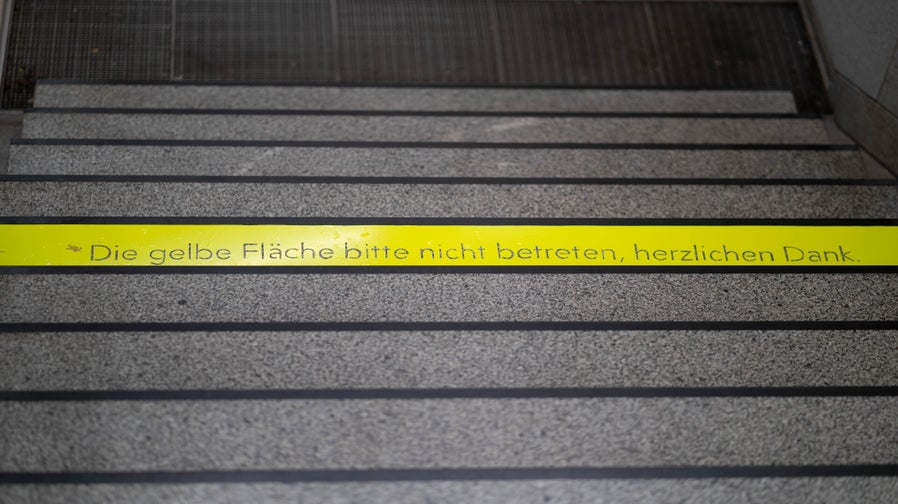 Die gelbe Fläche bitte nicht betreten, herzlichen Dank.